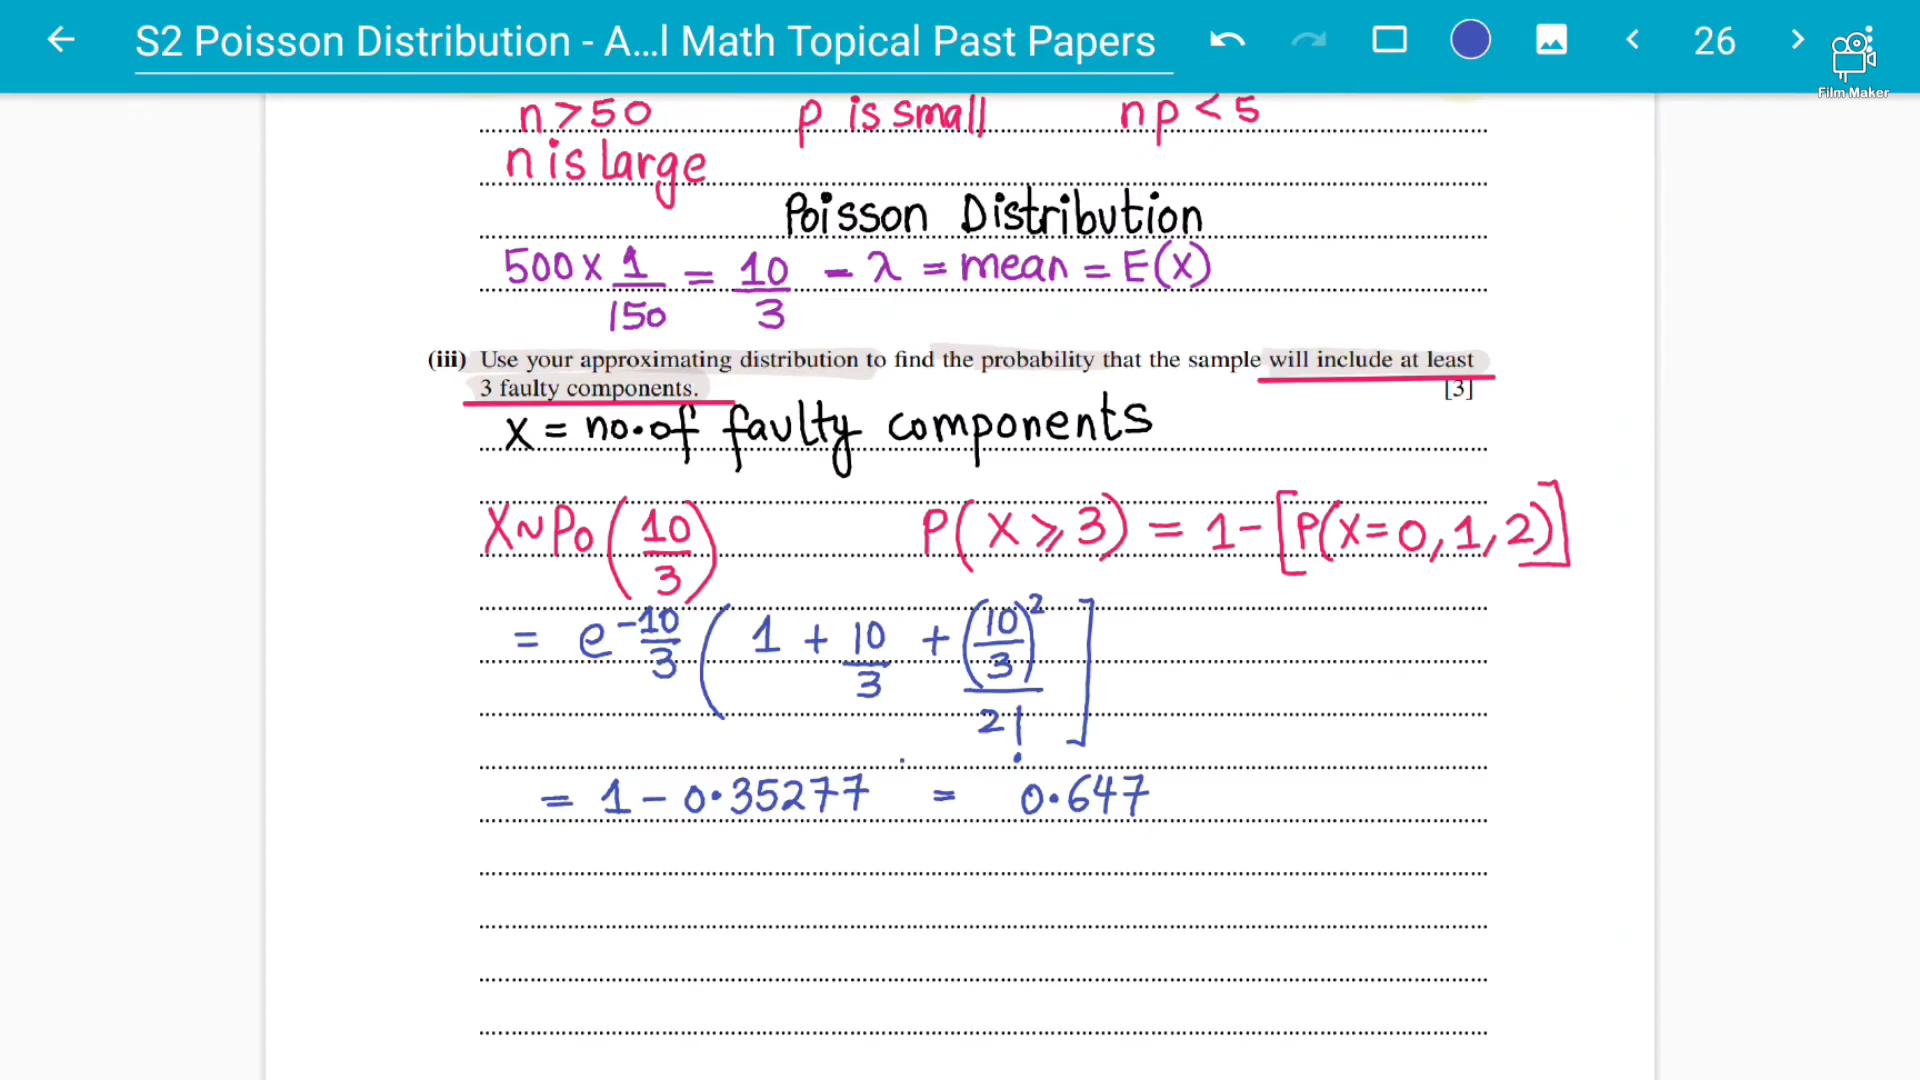 S2 Poisson Distribution - A...l Math Topical Past Papers 26
Film Maker
n > 50 p is small np < 5
n is large
Poisson Distribution
500 x 1/150 = 10/3 - λ = mean = E(X)
(iii) Use your approximating distribution to find the probability that the sample will include at least
3 faulty components. [3]
X = no. of faulty components
X ~ Po (10/3) P(X ⩾ 3) = 1 - [P(X = 0, 1, 2)]
= e^-10/3 ( 1 + 10/3 + (10/3)^2/2! ]
= 1 - 0.35277 = 0.647